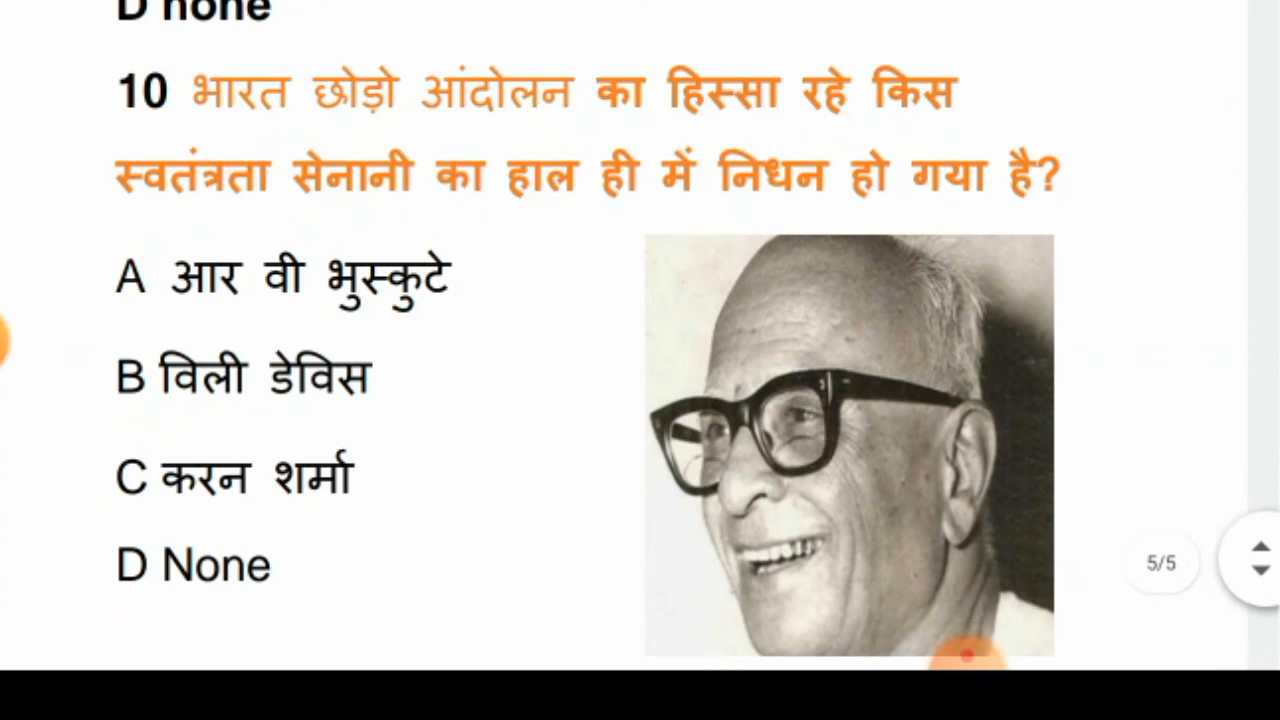 D none
10 भारत छोड़ो आंदोलन का हिस्सा रहे किस
स्वतंत्रता सेनानी का हाल ही में निधन हो गया है?
A आर वी भुस्कुटे
B विली डेविस
C करन शर्मा
D None
5/5